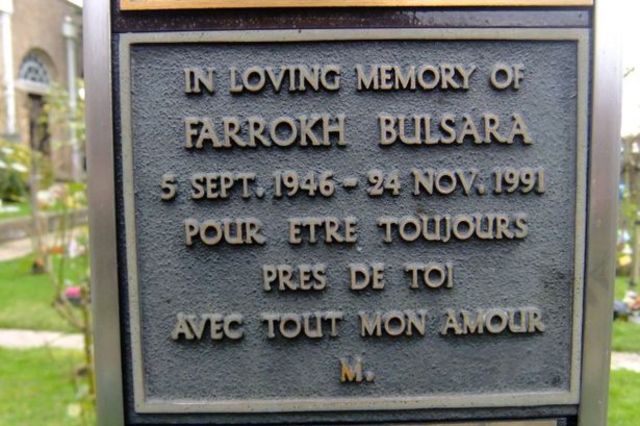 IN LOVING MEMORY OF
FARROKH BULSARA
5 SEPT. 1946 - 24 NOV. 1991
POUR ETRE TOUJOURS
PRES DE TOI
AVEC TOUT MON AMOUR
M.